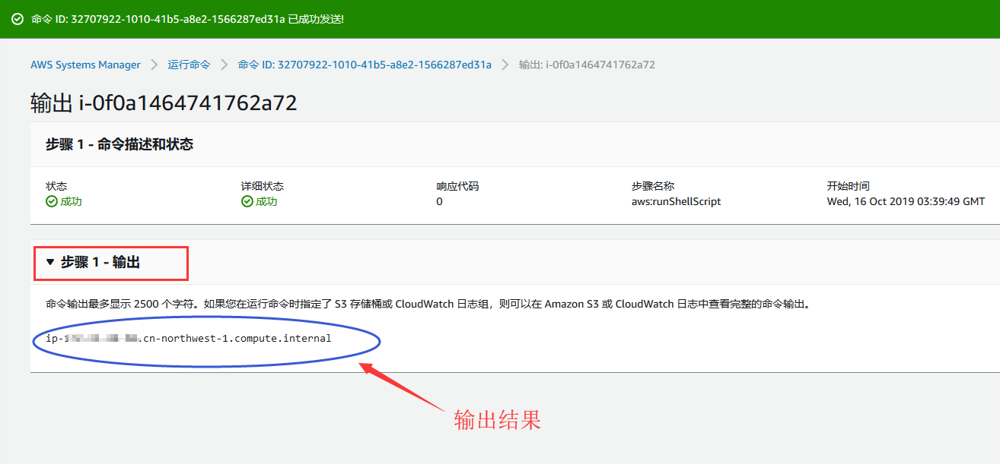 命令 ID: 32707922-1010-41b5-a8e2-1566287ed31a 已成功发送!
AWS Systems Manager > 运行命令 > 命令 ID: 32707922-1010-41b5-a8e2-1566287ed31a > 输出: i-0f0a1464741762a72
输出 i-0f0a1464741762a72
步骤 1 - 命令描述和状态
状态 详细状态 响应代码 步骤名称 开始时间
成功 成功 0 aws:runShellScript Wed, 16 Oct 2019 03:39:49 GMT
步骤 1 - 输出
命令输出最多显示 2500 个字符。如果您在运行命令时指定了 S3 存储桶或 CloudWatch 日志组，则可以在 Amazon S3 或 CloudWatch 日志中查看完整的命令输出。
ip-1 .cn-northwest-1.compute.internal
输出结果